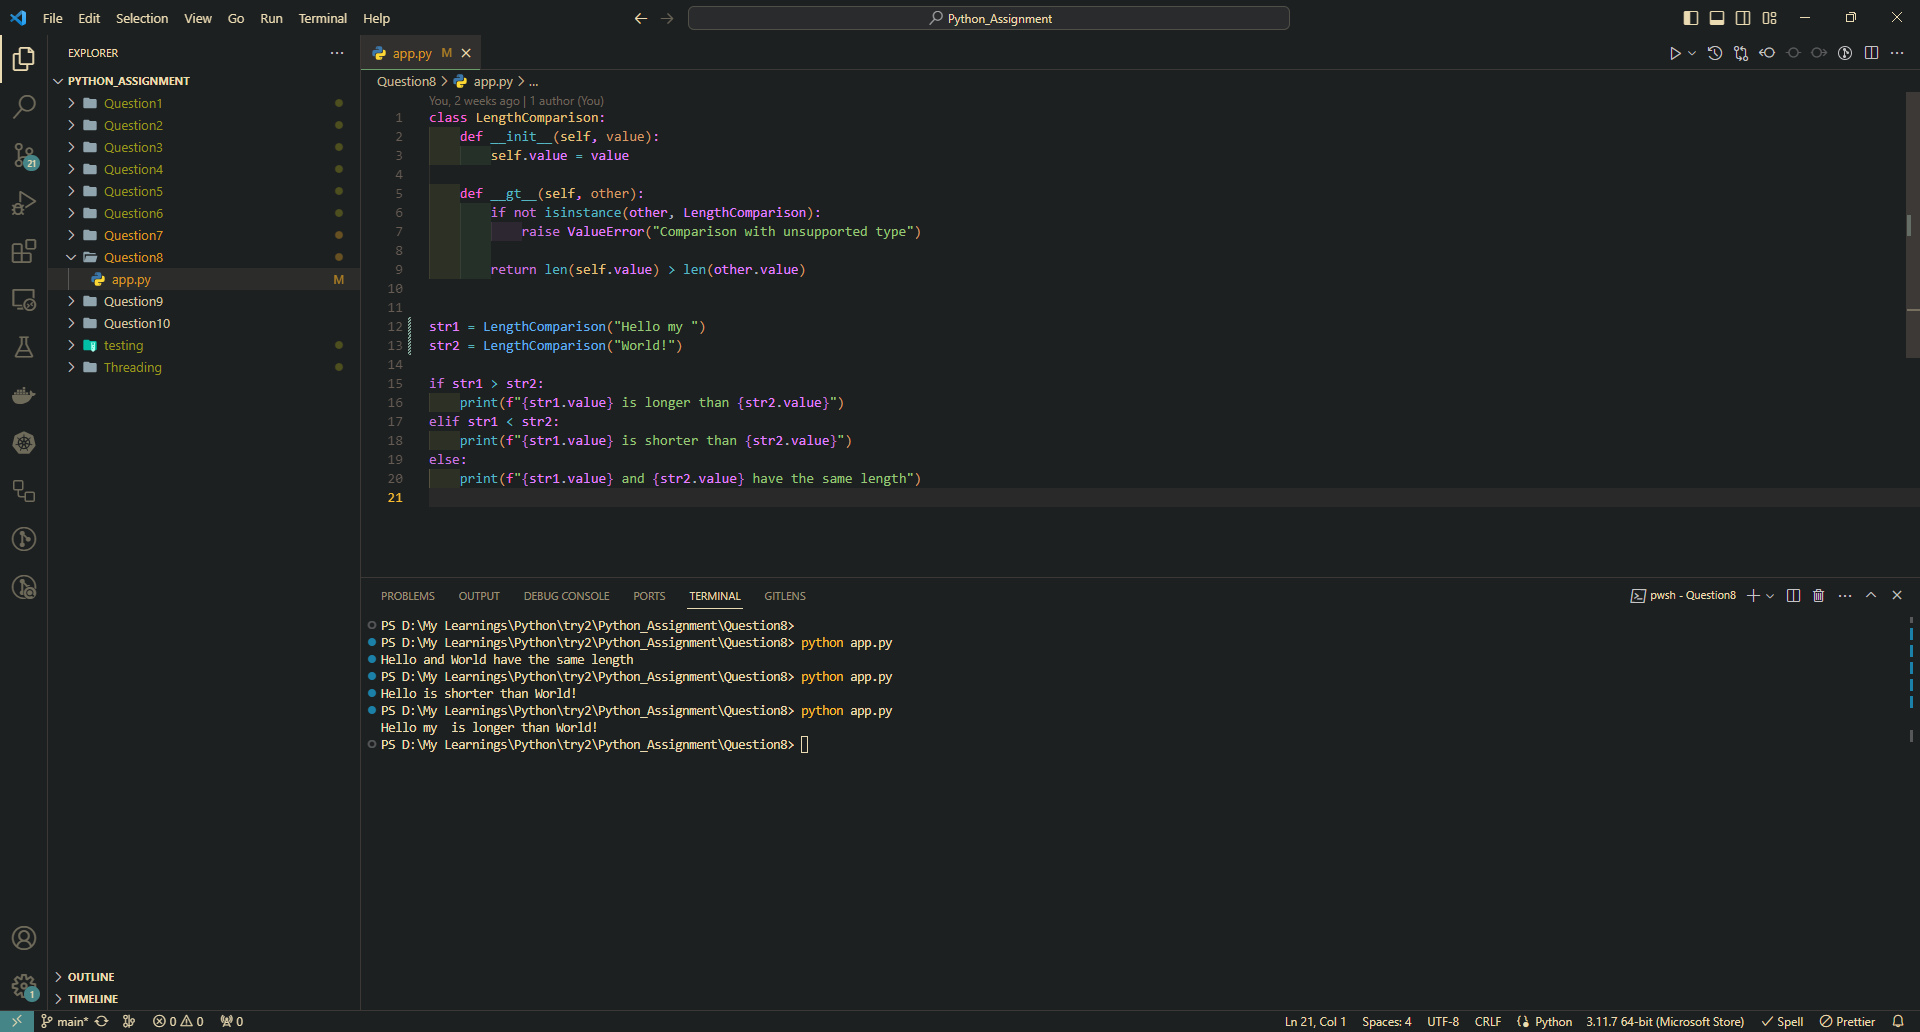 File Edit Selection View Go Run Terminal Help
Python_Assignment
EXPLORER
PYTHON_ASSIGNMENT
Question1
Question2
Question3
Question4
Question5
Question6
Question7
Question8
app.py M
Question9
Question10
testing
Threading
OUTLINE
TIMELINE
21
1
app.py M
Question8 > app.py > ...
You, 2 weeks ago | 1 author (You)
1 class LengthComparison:
2 def __init__(self, value):
3 self.value = value
4
5 def __gt__(self, other):
6 if not isinstance(other, LengthComparison):
7 raise ValueError("Comparison with unsupported type")
8
9 return len(self.value) > len(other.value)
10
11
12 str1 = LengthComparison("Hello my ")
13 str2 = LengthComparison("World!")
14
15 if str1 > str2:
16 print(f"{str1.value} is longer than {str2.value}")
17 elif str1 < str2:
18 print(f"{str1.value} is shorter than {str2.value}")
19 else:
20 print(f"{str1.value} and {str2.value} have the same length")
21
PROBLEMS OUTPUT DEBUG CONSOLE PORTS TERMINAL GITLENS
pwsh - Question8
PS D:\My Learnings\Python\try2\Python_Assignment\Question8>
PS D:\My Learnings\Python\try2\Python_Assignment\Question8> python app.py
Hello and World have the same length
PS D:\My Learnings\Python\try2\Python_Assignment\Question8> python app.py
Hello is shorter than World!
PS D:\My Learnings\Python\try2\Python_Assignment\Question8> python app.py
Hello my  is longer than World!
PS D:\My Learnings\Python\try2\Python_Assignment\Question8>
main* 0 0 0 Ln 21, Col 1 Spaces: 4 UTF-8 CRLF Python 3.11.7 64-bit (Microsoft Store) Spell Prettier